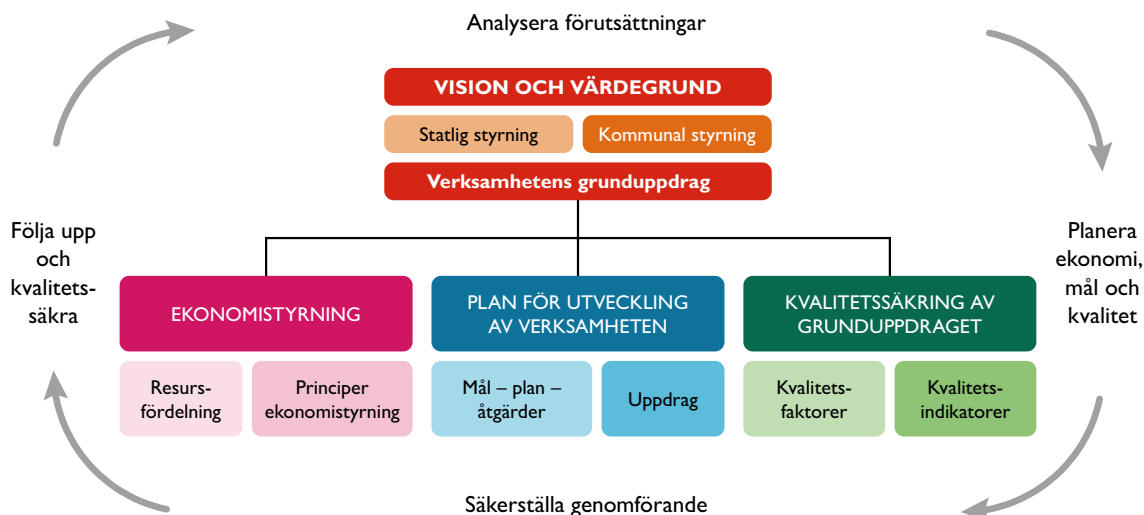 Analysera förutsättningar
VISION OCH VÄRDEGRUND
Statlig styrning
Kommunal styrning
Verksamhetens grunduppdrag
Följa upp
och
kvalitets-
säkra
Planera
ekonomi,
mål och
kvalitet
EKONOMISTYRNING
PLAN FÖR UTVECKLING
AV VERKSAMHETEN
KVALITETSSÄKRING AV
GRUNDUPPDRAGET
Resurs-
fördelning
Principer
ekonomistyrning
Mål – plan –
åtgärder
Uppdrag
Kvalitets-
faktorer
Kvalitets-
indikatorer
Säkerställa genomförande